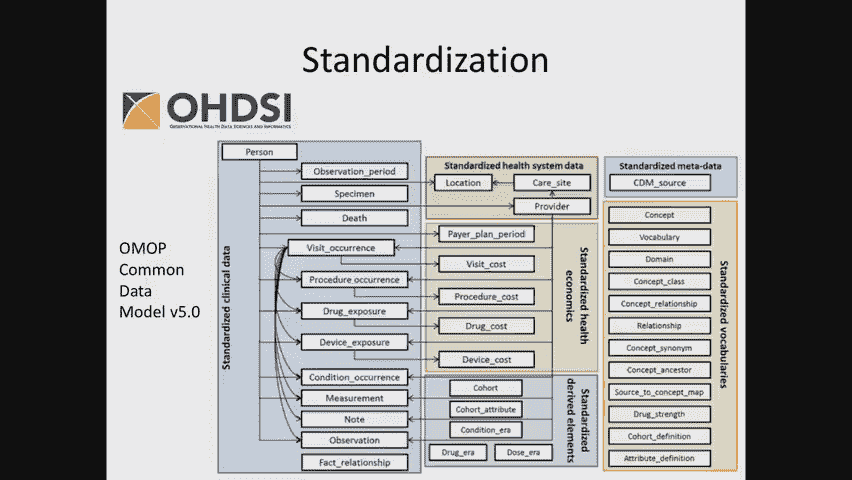 Standardization
OHDSI
OBSERVATIONAL HEALTH DATA SCIENCES AND INFORMATICS
OMOP
Common
Data
Model v5.0
Standardized clinical data
Person
Observation_period
Specimen
Death
Visit_occurrence
Procedure_occurrence
Drug_exposure
Device_exposure
Condition_occurrence
Measurement
Note
Observation
Fact_relationship
Standardized health system data
Location
Care_site
Provider
Payer_plan_period
Visit_cost
Procedure_cost
Drug_cost
Device_cost
Standardized health
economics
Cohort
Cohort_attribute
Condition_era
Drug_era
Dose_era
Standardized
derived elements
Standardized meta-data
CDM_source
Concept
Vocabulary
Domain
Concept_class
Concept_relationship
Relationship
Concept_synonym
Concept_ancestor
Source_to_concept_map
Drug_strength
Cohort_definition
Attribute_definition
Standardized vocabularies